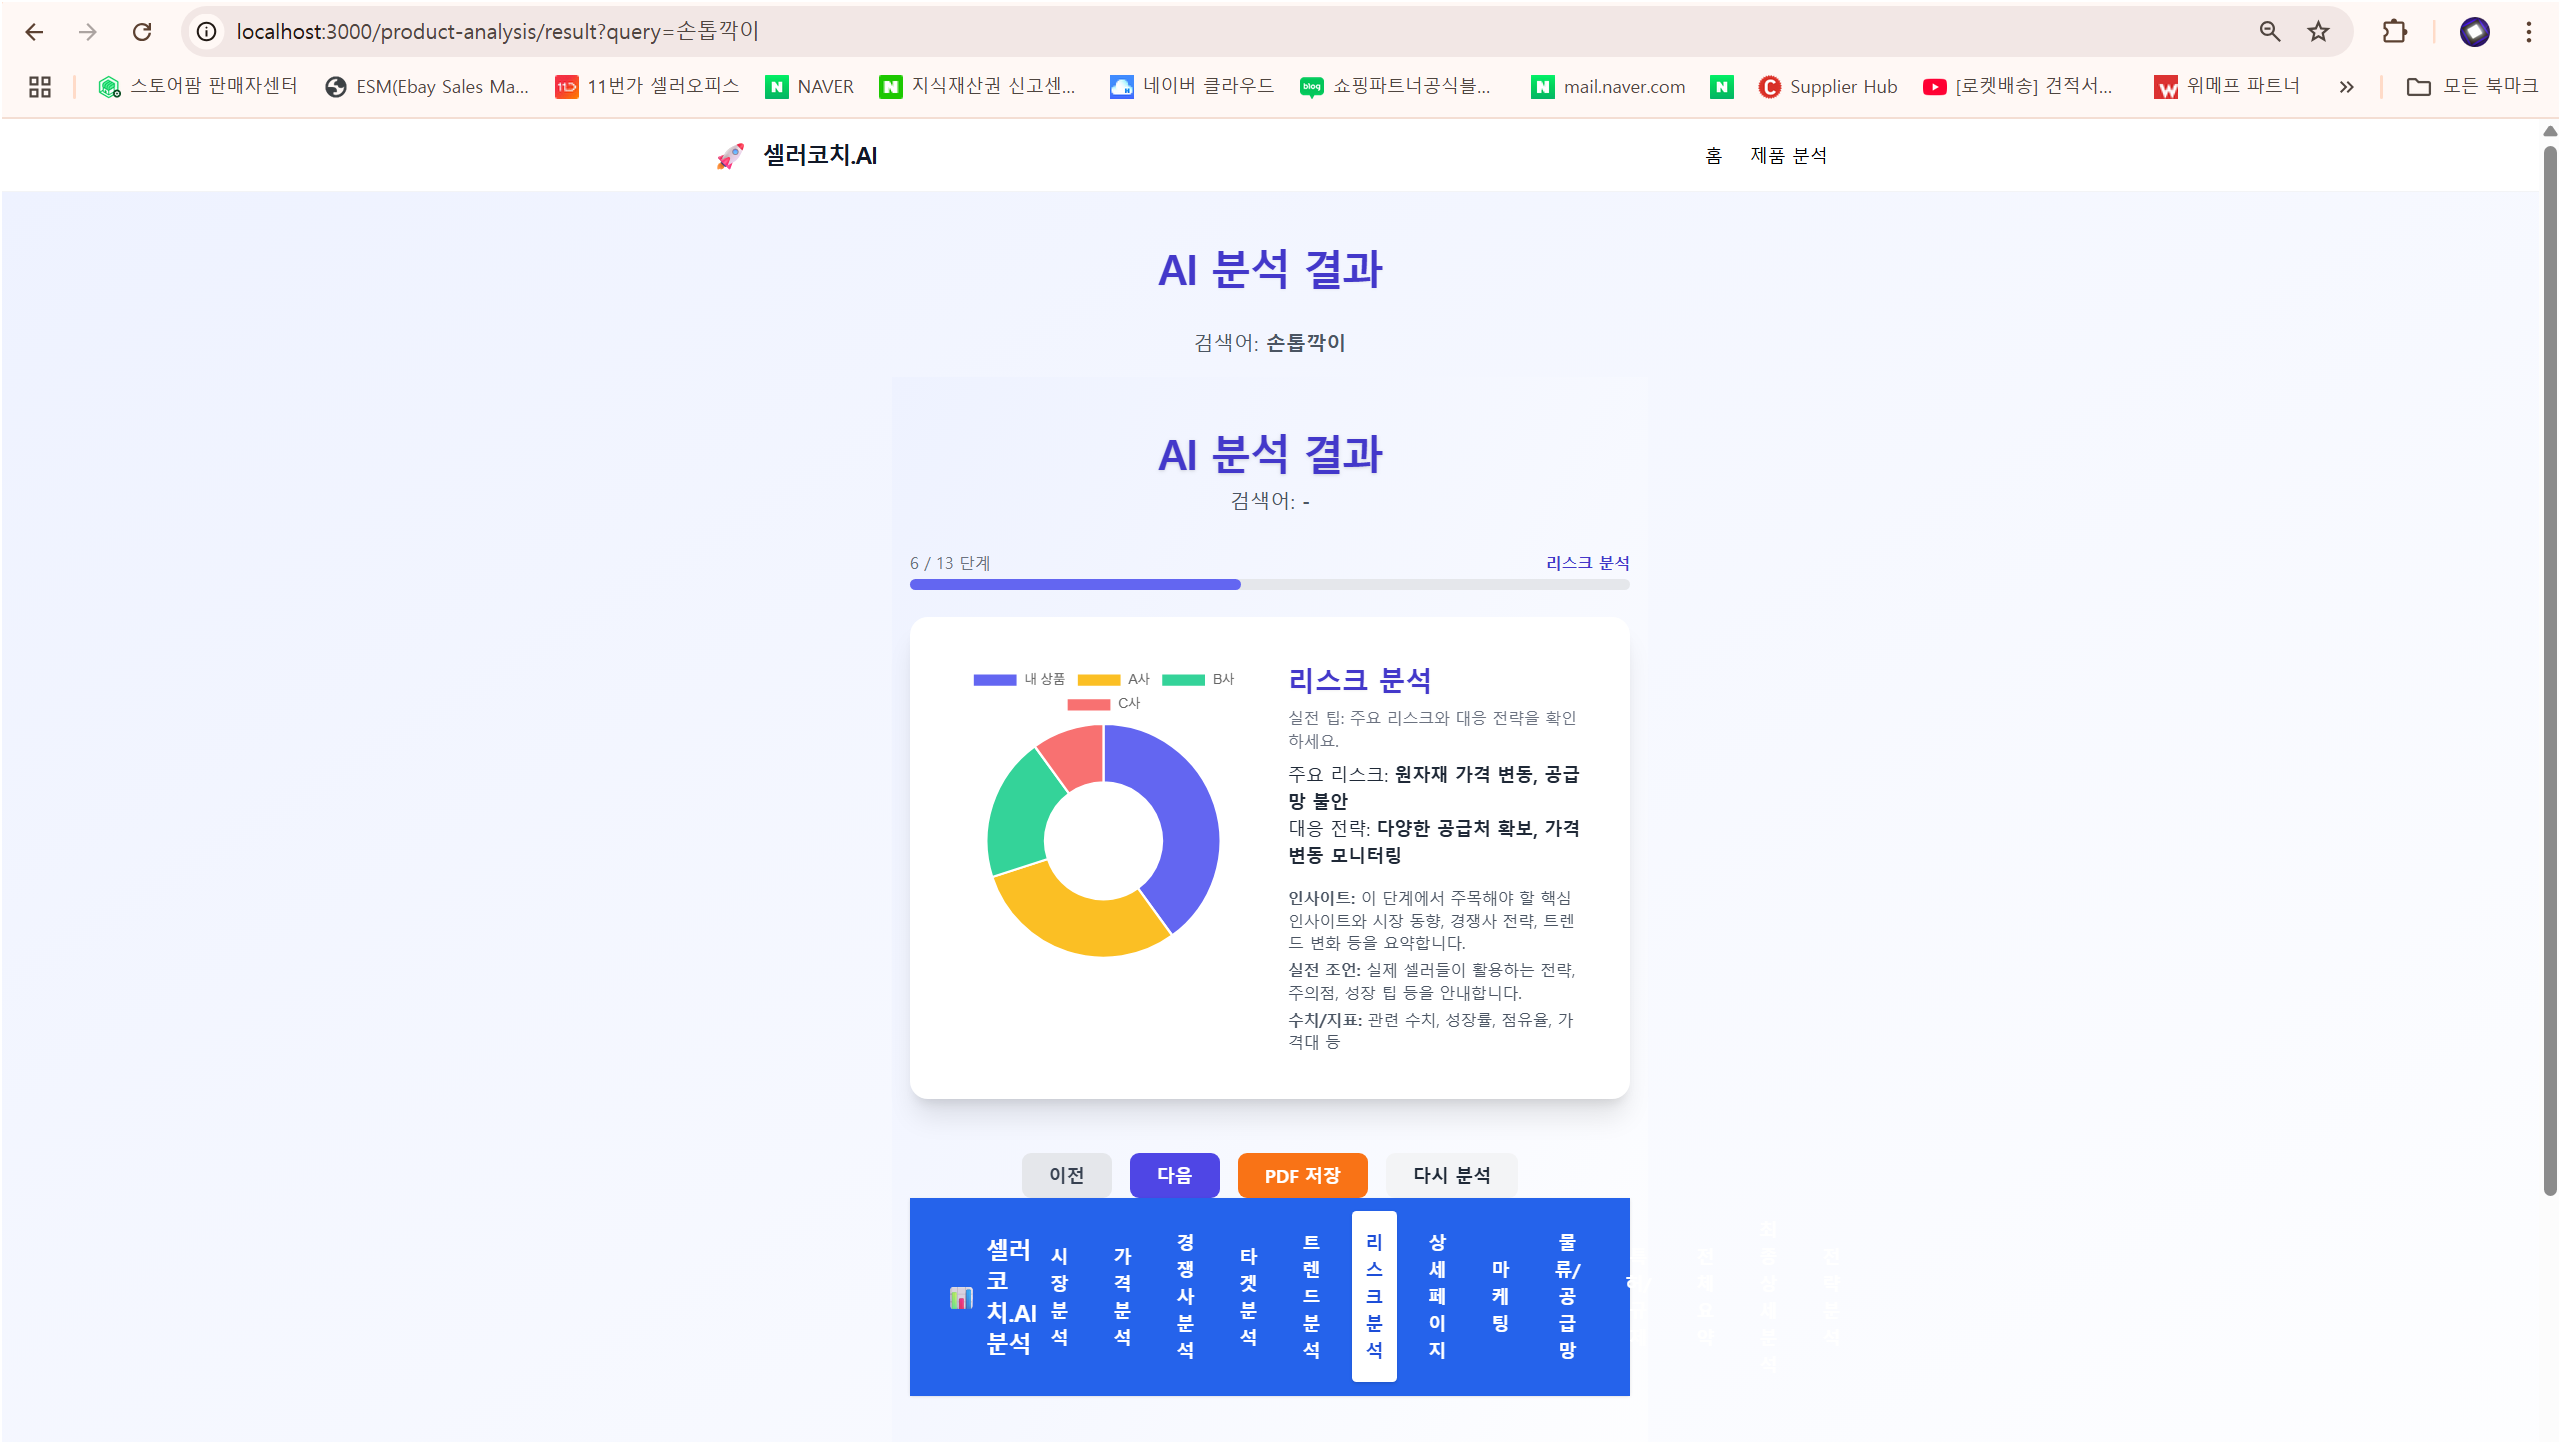 localhost:3000/product-analysis/result?query=손톱깍이
스토어팜 판매자센터
ESM(Ebay Sales Ma...
11번가 셀러오피스
NAVER
지식재산권 신고센...
네이버 클라우드
blog 쇼핑파트너공식블...
mail.naver.com
Supplier Hub
[로켓배송] 견적서...
위메프 파트너
모든 북마크
셀러코치.AI
홈
제품 분석
AI 분석 결과
검색어: 손톱깍이
AI 분석 결과
검색어: -
6 / 13 단계
리스크 분석
내 상품 A사 B사
C사
리스크 분석
실전 팁: 주요 리스크와 대응 전략을 확인
하세요.
주요 리스크: 원자재 가격 변동, 공급
망 불안
대응 전략: 다양한 공급처 확보, 가격
변동 모니터링
인사이트: 이 단계에서 주목해야 할 핵심
인사이트와 시장 동향, 경쟁사 전략, 트렌
드 변화 등을 요약합니다.
실전 조언: 실제 셀러들이 활용하는 전략,
주의점, 성장 팁 등을 안내합니다.
수치/지표: 관련 수치, 성장률, 점유율, 가
격대 등
이전
다음
PDF 저장
다시 분석
셀러
코
치.AI
분석
시장분석
가격분석
경쟁사분석
타겟분석
트렌드분석
리스크분석
상세페이지
마케팅
물류/공급망